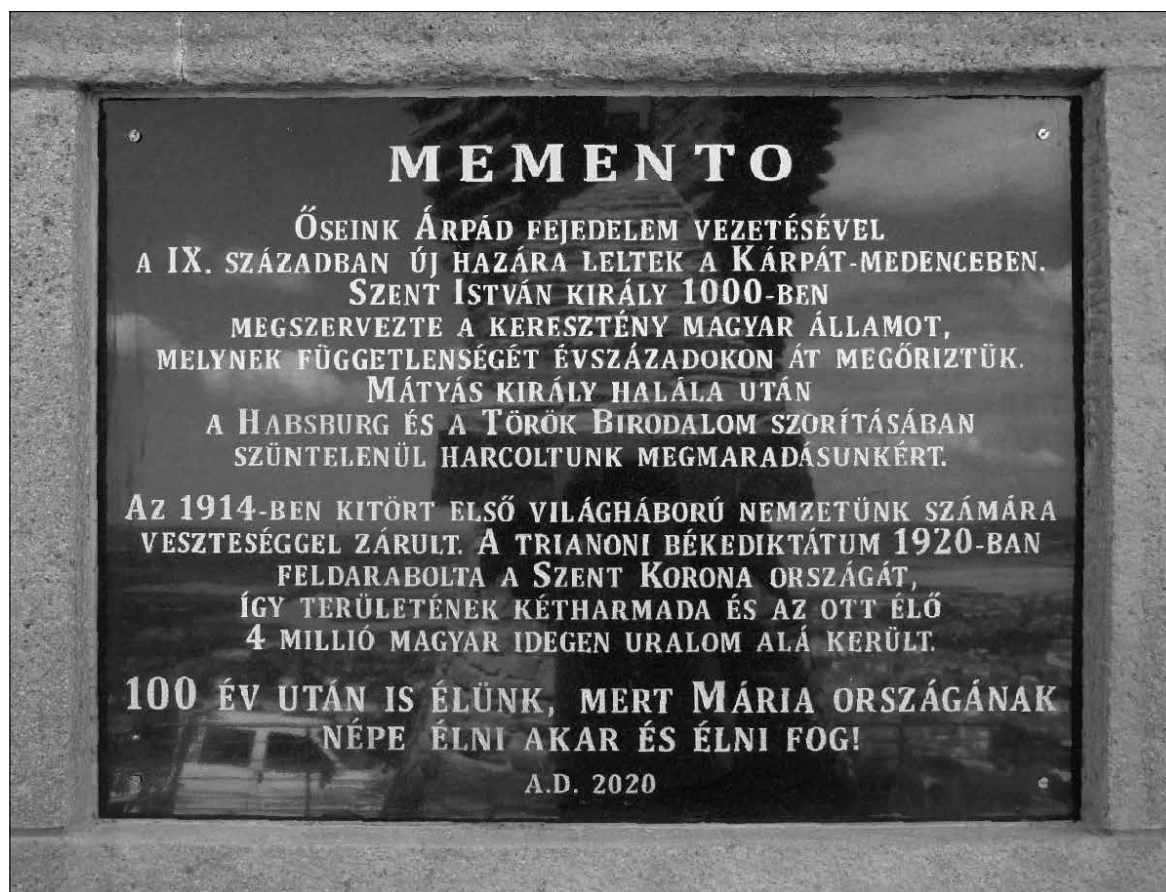 MEMENTO
ŐSEINK ÁRPÁD FEJEDELEM VEZETÉSÉVEL
A IX. SZÁZADBAN ÚJ HAZÁRA LELTEK A KÁRPÁT-MEDENCEBEN.
SZENT ISTVÁN KIRÁLY 1000-BEN
MEGSZERVEZTE A KERESZTÉNY MAGYAR ÁLLAMOT,
MELYNEK FÜGGETLENSÉGÉT ÉVSZÁZADOKON ÁT MEGŐRIZTÜK.
MÁTYÁS KIRÁLY HALÁLA UTÁN
A HABSBURG ÉS A TÖRÖK BIRODALOM SZORÍTÁSÁBAN
SZÜNTELENÜL HARCOLTUNK MEGMARADÁSUNKÉRT.
AZ 1914-BEN KITÖRT ELSŐ VILÁGHÁBORÚ NEMZETÜNK SZÁMÁRA
VESZTESÉGGEL ZÁRULT. A TRIANONI BÉKEDIKTÁTUM 1920-BAN
FELDARABOLTA A SZENT KORONA ORSZÁGÁT,
ÍGY TERÜLETÉNEK KÉTHARMADA ÉS AZ OTT ÉLŐ
4 MILLIÓ MAGYAR IDEGEN URALOM ALÁ KERÜLT.
100 ÉV UTÁN IS ÉLÜNK, MERT MÁRIA ORSZÁGÁNAK
NÉPE ÉLNI AKAR ÉS ÉLNI FOG!
A.D. 2020